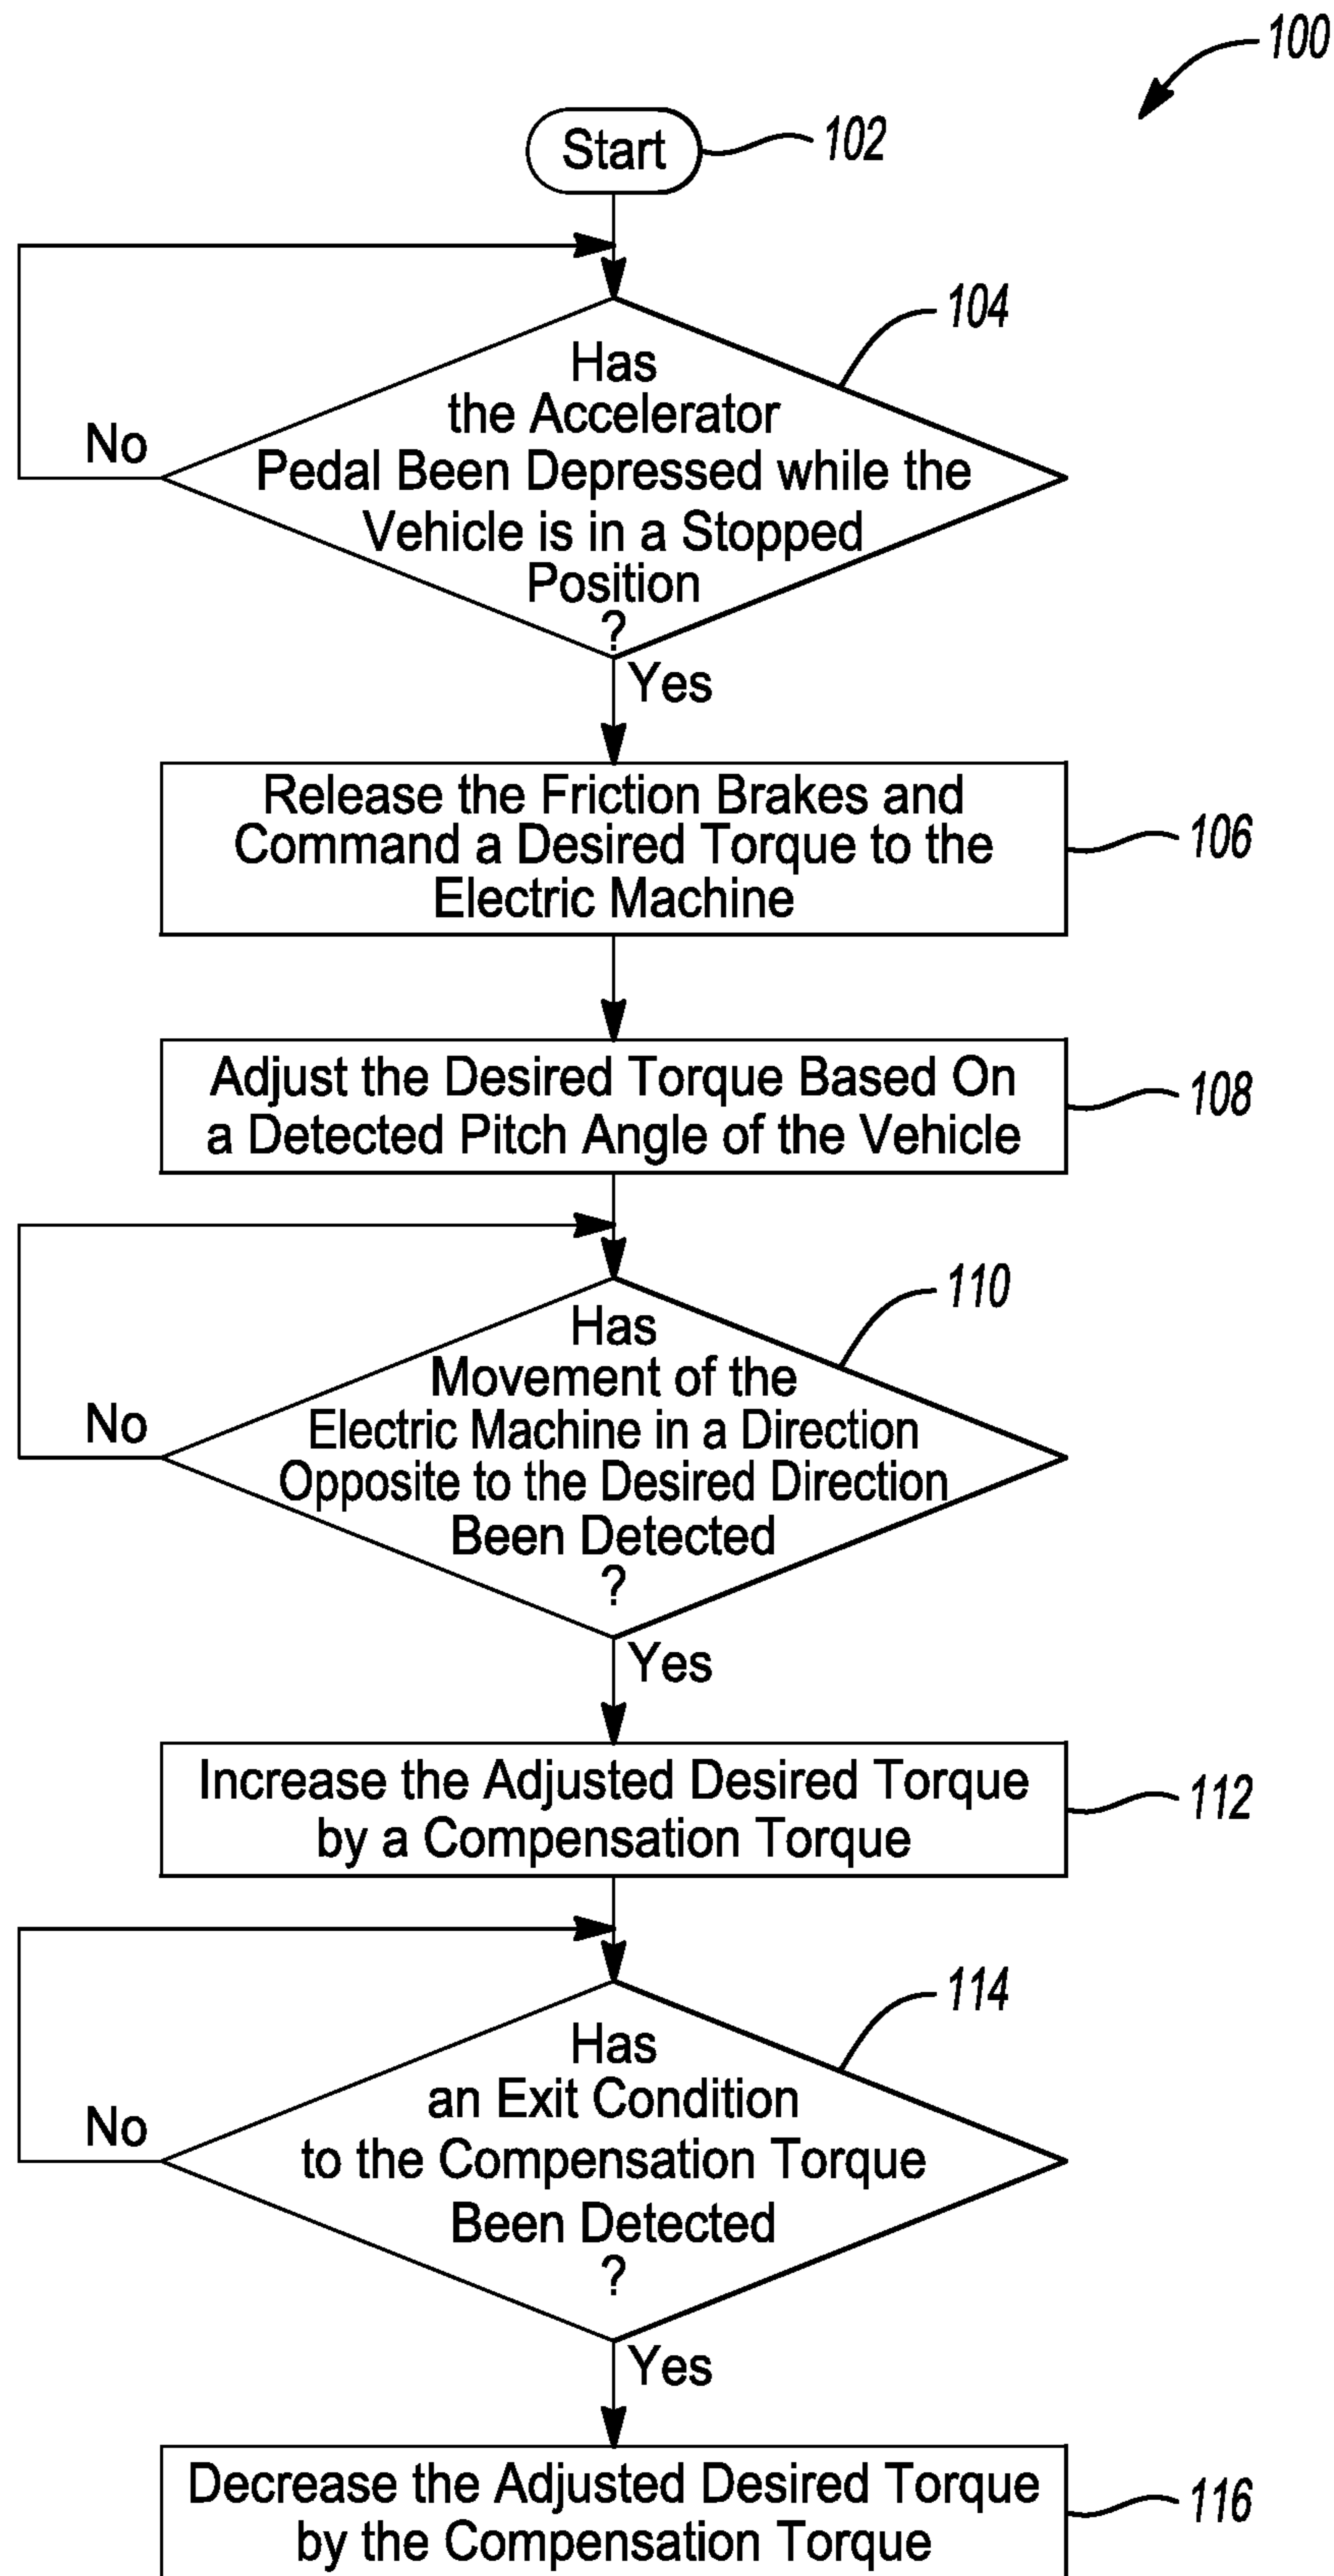 100
Start
102
104
Has
the Accelerator
Pedal Been Depressed while the
Vehicle is in a Stopped
Position
?
No
Yes
Release the Friction Brakes and
Command a Desired Torque to the
Electric Machine
106
Adjust the Desired Torque Based On
a Detected Pitch Angle of the Vehicle
108
110
Has
Movement of the
Electric Machine in a Direction
Opposite to the Desired Direction
Been Detected
?
No
Yes
Increase the Adjusted Desired Torque
by a Compensation Torque
112
114
Has
an Exit Condition
to the Compensation Torque
Been Detected
?
No
Yes
Decrease the Adjusted Desired Torque
by the Compensation Torque
116